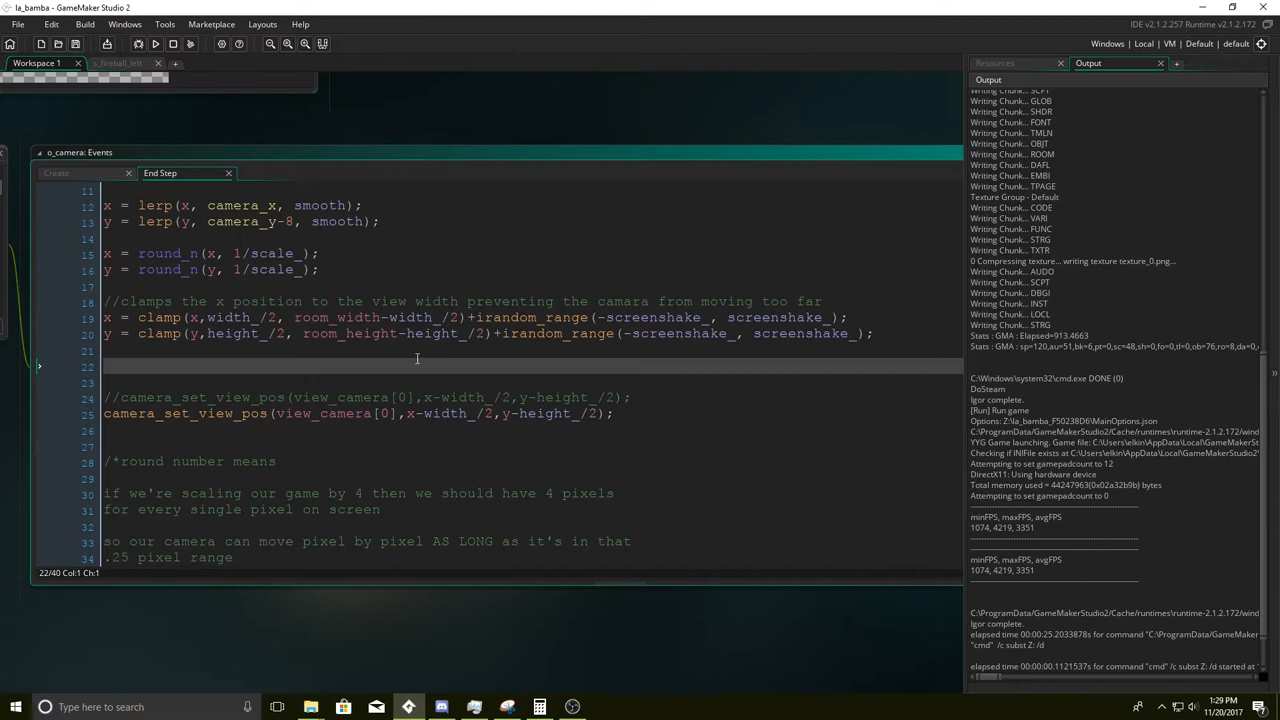 la_bamba - GameMaker Studio 2
File Edit Build Windows Tools Marketplace Layouts Help
IDE v2.1.2.257 Runtime v2.1.2.172
Windows | Local | VM | Default | default
Workspace 1 s_fireball_left
Resources Output
Output
o_camera: Events
Create End Step
11
12 x = lerp(x, camera_x, smooth);
13 y = lerp(y, camera_y-8, smooth);
14
15 x = round_n(x, 1/scale_);
16 y = round_n(y, 1/scale_);
17
18 //clamps the x position to the view width preventing the camara from moving too far
19 x = clamp(x,width_/2, room_width-width_/2)+irandom_range(-screenshake_, screenshake_);
20 y = clamp(y,height_/2, room_height-height_/2)+irandom_range(-screenshake_, screenshake_);
21
22
23
24 //camera_set_view_pos(view_camera[0],x-width_/2,y-height_/2);
25 camera_set_view_pos(view_camera[0],x-width_/2,y-height_/2);
26
27
28 /*round number means
29
30 if we're scaling our game by 4 then we should have 4 pixels
31 for every single pixel on screen
32
33 so our camera can move pixel by pixel AS LONG as it's in that
34 .25 pixel range
22/40 Col:1 Ch:1
Writing Chunk... SCPT
Writing Chunk... GLOB
Writing Chunk... SHDR
Writing Chunk... FONT
Writing Chunk... TMLN
Writing Chunk... OBJT
Writing Chunk... ROOM
Writing Chunk... DAFL
Writing Chunk... EMBI
Writing Chunk... TPAGE
Texture Group - Default
Writing Chunk... CODE
Writing Chunk... VARI
Writing Chunk... FUNC
Writing Chunk... STRG
Writing Chunk... TXTR
0 Compressing texture... writing texture texture_0.png...
Writing Chunk... AUDO
Writing Chunk... SCPT
Writing Chunk... DBGI
Writing Chunk... INST
Writing Chunk... LOCL
Writing Chunk... STRG
Stats : GMA : Elapsed=913.4663
Stats : GMA : sp=120,au=51,bk=6,pt=0,sc=48,sh=0,fo=0,tl=0,ob=76,ro=8,da=0,
C:\Windows\system32\cmd.exe DONE (0)
DoSteam
Igor complete.
[Run] Run game
Options: Z:\la_bamba_F50238D6\MainOptions.json
C:\ProgramData/GameMakerStudio2/Cache/runtimes\runtime-2.1.2.172/wind
YYG Game launching. Game file: C:\Users\elkin\AppData\Local\GameMakerS
Checking if INIFile exists at C:\Users\elkin\AppData\Local\GameMakerStudio2
Attempting to set gamepadcount to 12
DirectX11: Using hardware device
Total memory used = 44247963(0x02a32b9b) bytes
Attempting to set gamepadcount to 0
minFPS, maxFPS, avgFPS
1074, 4219, 3351
minFPS, maxFPS, avgFPS
1074, 4219, 3351
C:\ProgramData/GameMakerStudio2/Cache/runtimes\runtime-2.1.2.172/wind
Igor complete.
elapsed time 00:00:25.2033878s for command "C:\ProgramData/GameMaker
"cmd" /c subst Z: /d
elapsed time 00:00:00.1121537s for command "cmd" /c subst Z: /d started at
Type here to search
1:29 PM
11/20/2017